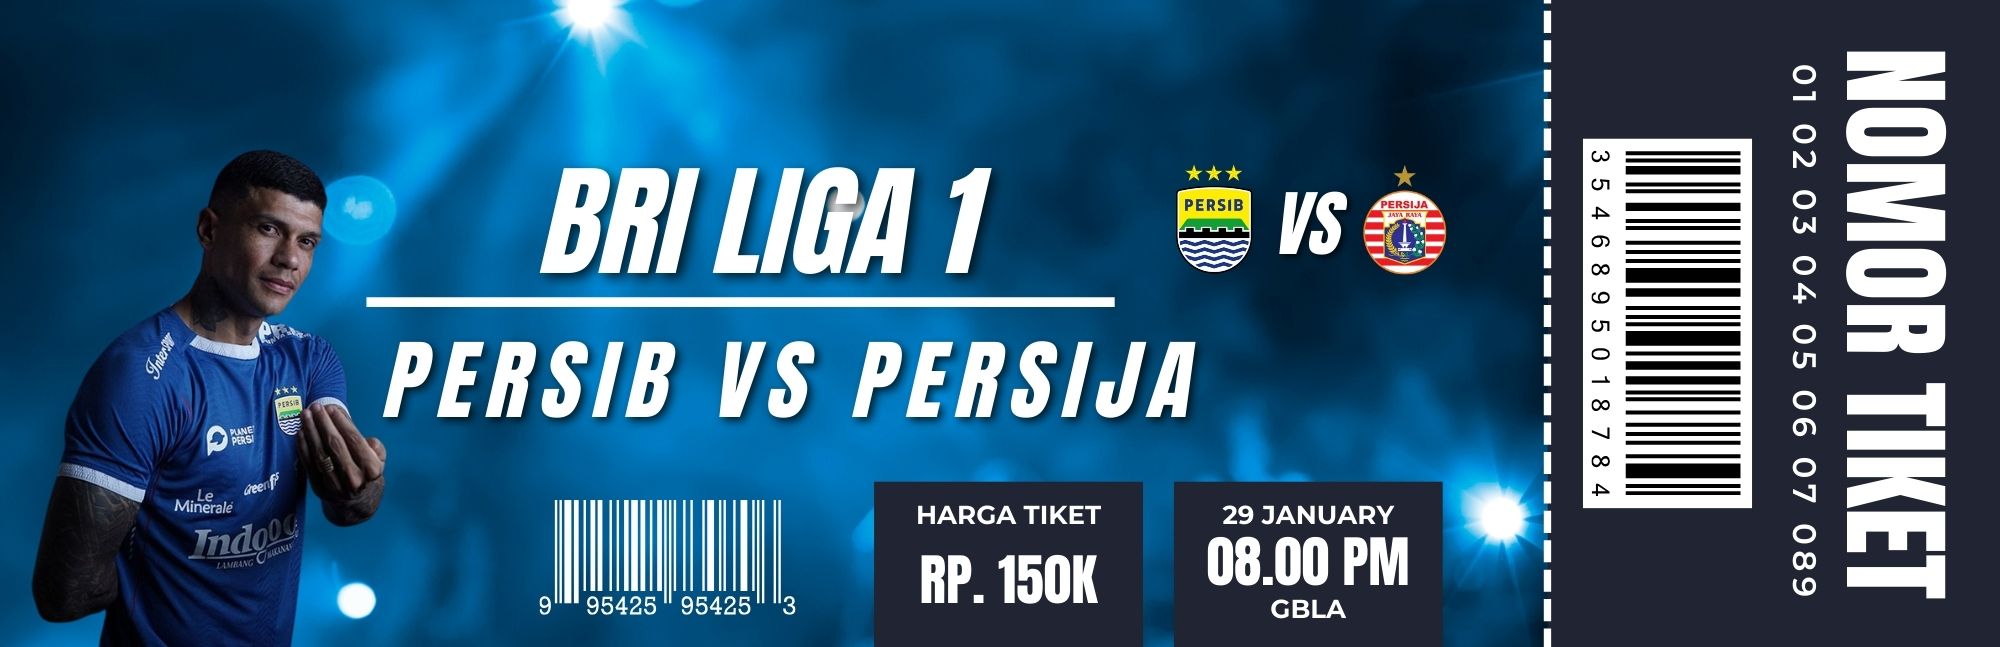 BRI LIGA 1
PERSIB VS PERSIJA
PERSIB
VS
PERSIJA
JAYA RAYA
PERSIB
Le
Minerale
LAMBANG
MAKANAN
9 95425 95425 3
HARGA TIKET
RP. 150K
29 JANUARY
08.00 PM
GBLA
3546895018784
01 02 03 04 05 06 07 089
NOMOR TIKET